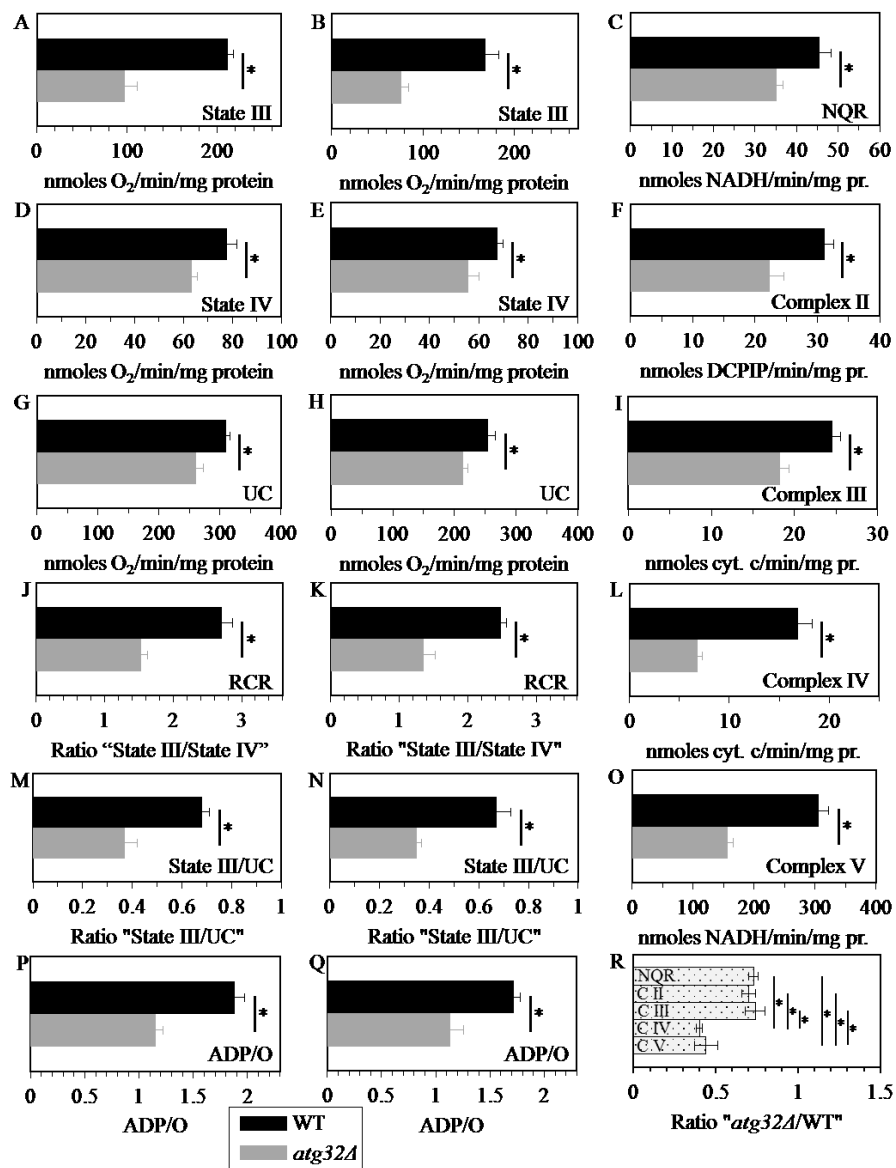 A
State III
0 100 200
nmoles O₂/min/mg protein
B
State III
0 100 200
nmoles O₂/min/mg protein
C
NQR
0 10 20 30 40 50 60
nmoles NADH/min/mg pr.
D
State IV
0 20 40 60 80 100
nmoles O₂/min/mg protein
E
State IV
0 20 40 60 80 100
nmoles O₂/min/mg protein
F
Complex II
0 10 20 30 40
nmoles DCPIP/min/mg pr.
G
UC
0 100 200 300 400
nmoles O₂/min/mg protein
H
UC
0 100 200 300 400
nmoles O₂/min/mg protein
I
Complex III
0 10 20 30
nmoles cyt. c/min/mg pr.
J
RCR
0 1 2 3
Ratio “State III/State IV”
K
RCR
0 1 2 3
Ratio "State III/State IV"
L
Complex IV
0 10 20
nmoles cyt. c/min/mg pr.
M
State III/UC
0 0.2 0.4 0.6 0.8 1
Ratio "State III/UC"
N
State III/UC
0 0.2 0.4 0.6 0.8 1
Ratio "State III/UC"
O
Complex V
0 100 200 300 400
nmoles NADH/min/mg pr.
P
ADP/O
0 0.5 1 1.5 2
ADP/O
Q
ADP/O
0 0.5 1 1.5 2
ADP/O
R
NQR
C II
C III
C IV
C V
0 0.5 1 1.5
Ratio "atg32Δ/WT"
WT
atg32Δ